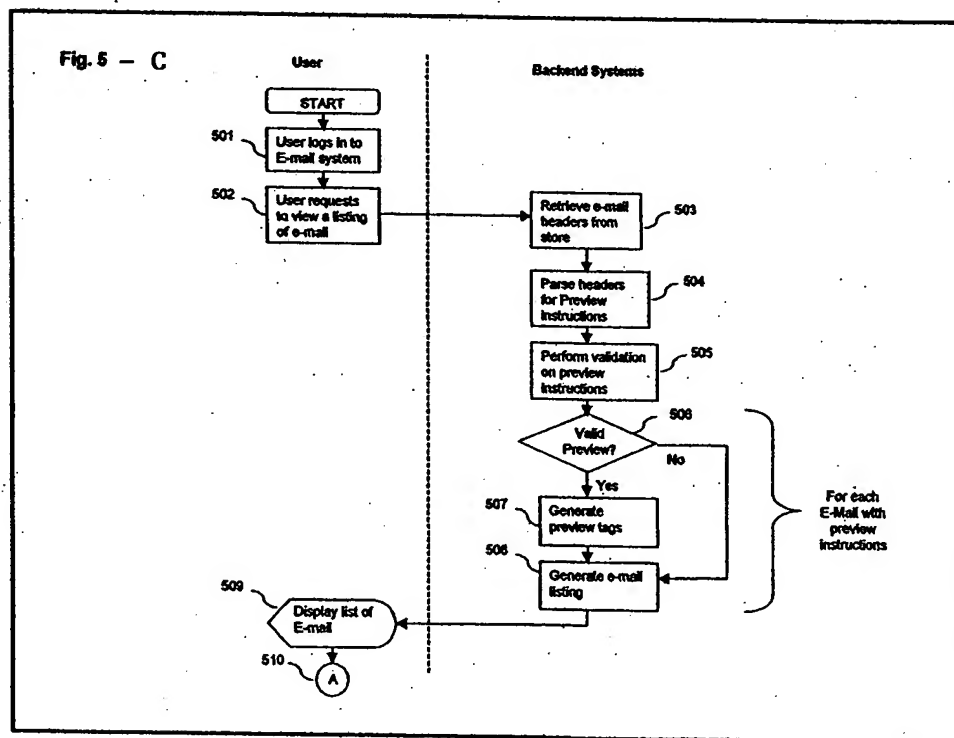 Fig. 5 – C
User
Backend Systems
START
501
User logs in to
E-mail system
502
User requests
to view a listing
of e-mail
Retrieve e-mail
headers from
store
503
Parse headers
for Preview
instructions
504
Perform validation
on preview
instructions
505
Valid
Preview?
506
No
Yes
507
Generate
preview tags
508
Generate e-mail
listing
For each
E-Mail with
preview
instructions
509
Display list of
E-mail
510
A